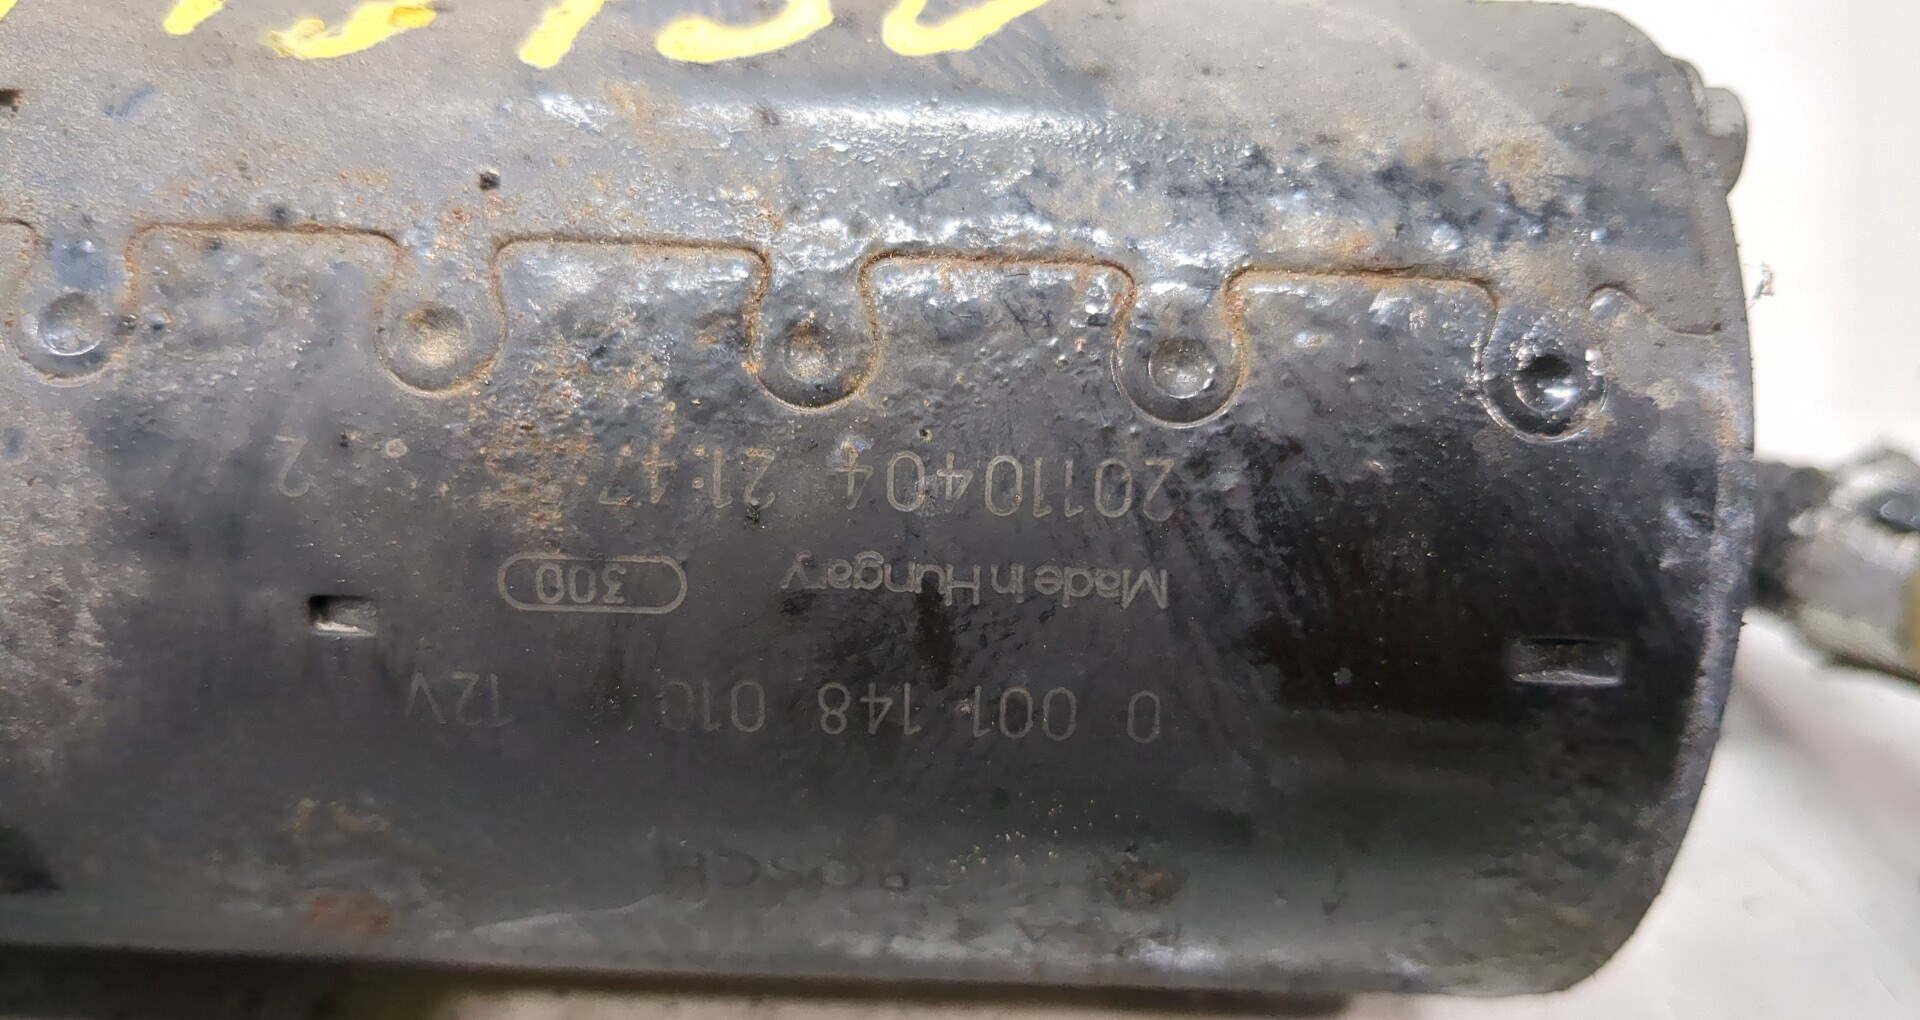 BOSCH
0 001 148 010 12V
Made in Hungary 300
20110404 21:47 2